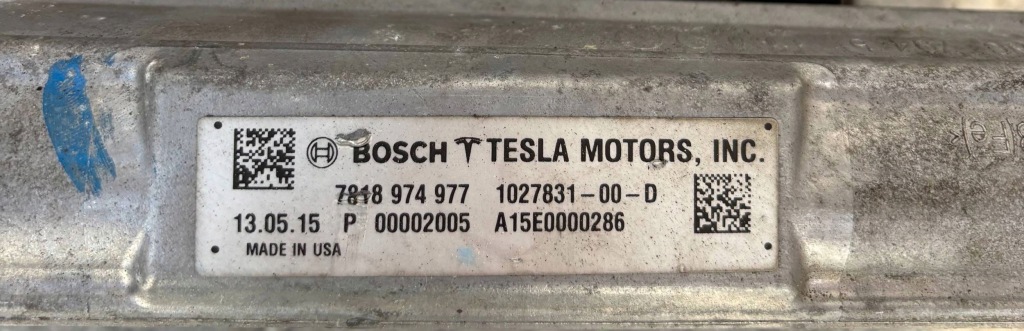 BOSCH TESLA MOTORS, INC.
7818 974 977 1027831-00-D
13.05.15 P 00002005 A15E0000286
MADE IN USA